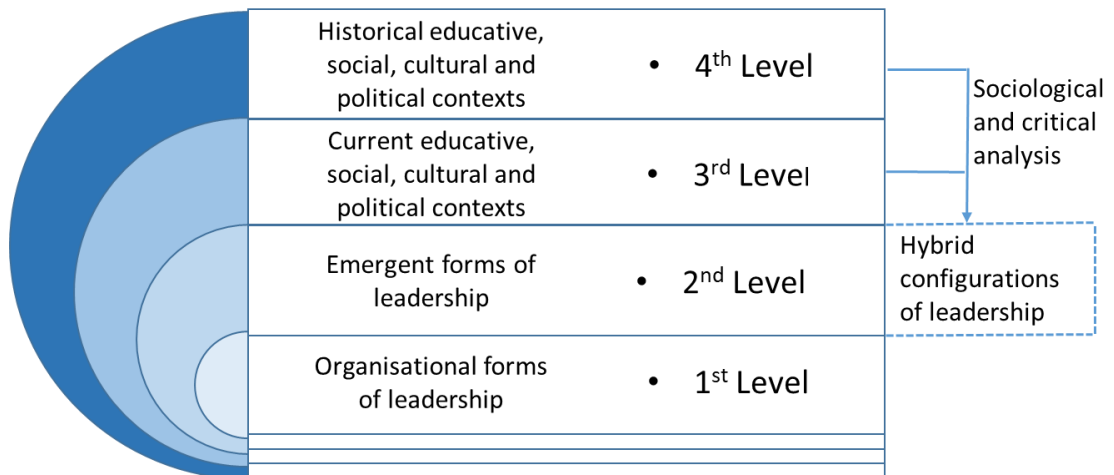 Historical educative,
social, cultural and
political contexts
• 4th Level
Current educative,
social, cultural and
political contexts
• 3rd Level
Sociological
and critical
analysis
Emergent forms of
leadership
• 2nd Level
Hybrid
configurations
of leadership
Organisational forms
of leadership
• 1st Level